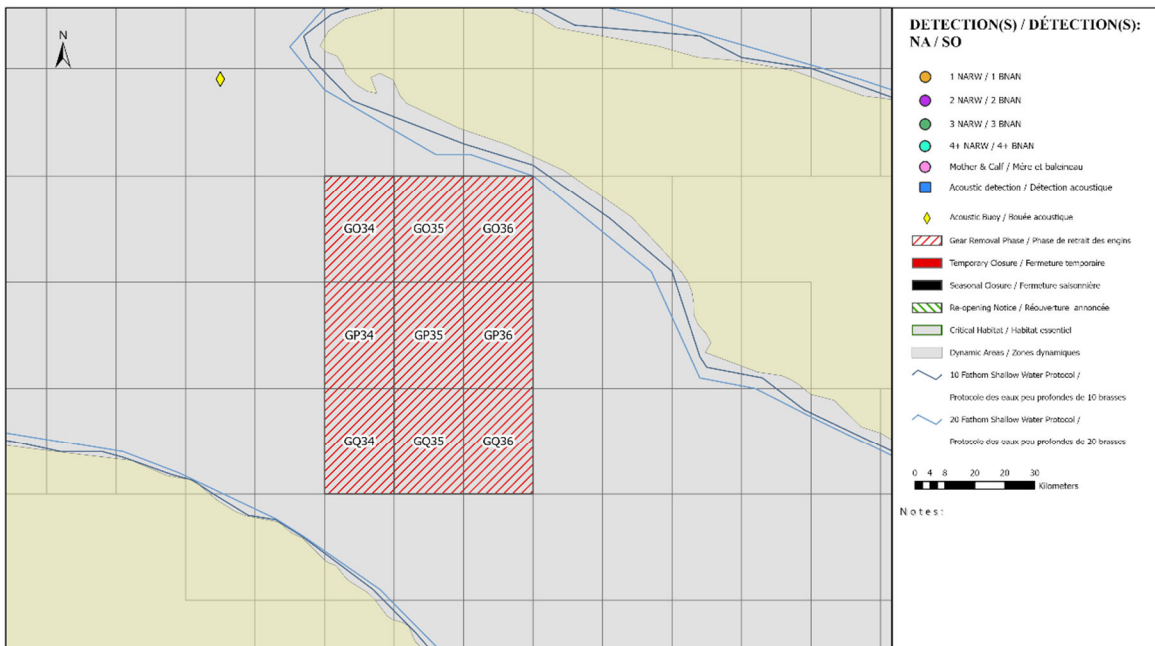 N
GO34 GO35 GO36
GP34 GP35 GP36
GQ34 GQ35 GQ36
DETECTION(S) / DÉTECTION(S):
NA / SO
1 NARW / 1 BNAN
2 NARW / 2 BNAN
3 NARW / 3 BNAN
4+ NARW / 4+ BNAN
Mother & Calf / Mère et baleineau
Acoustic detection / Détection acoustique
Acoustic Buoy / Bouée acoustique
Gear Removal Phase / Phase de retrait des engins
Temporary Closure / Fermeture temporaire
Seasonal Closure / Fermeture saisonnière
Re-opening Notice / Réouverture annoncée
Critical Habitat / Habitat essentiel
Dynamic Areas / Zones dynamiques
10 Fathom Shallow Water Protocol /
Protocole des eaux peu profondes de 10 brasses
20 Fathom Shallow Water Protocol /
Protocole des eaux peu profondes de 20 brasses
0 4 8 20 20 30
Kilometers
Notes: